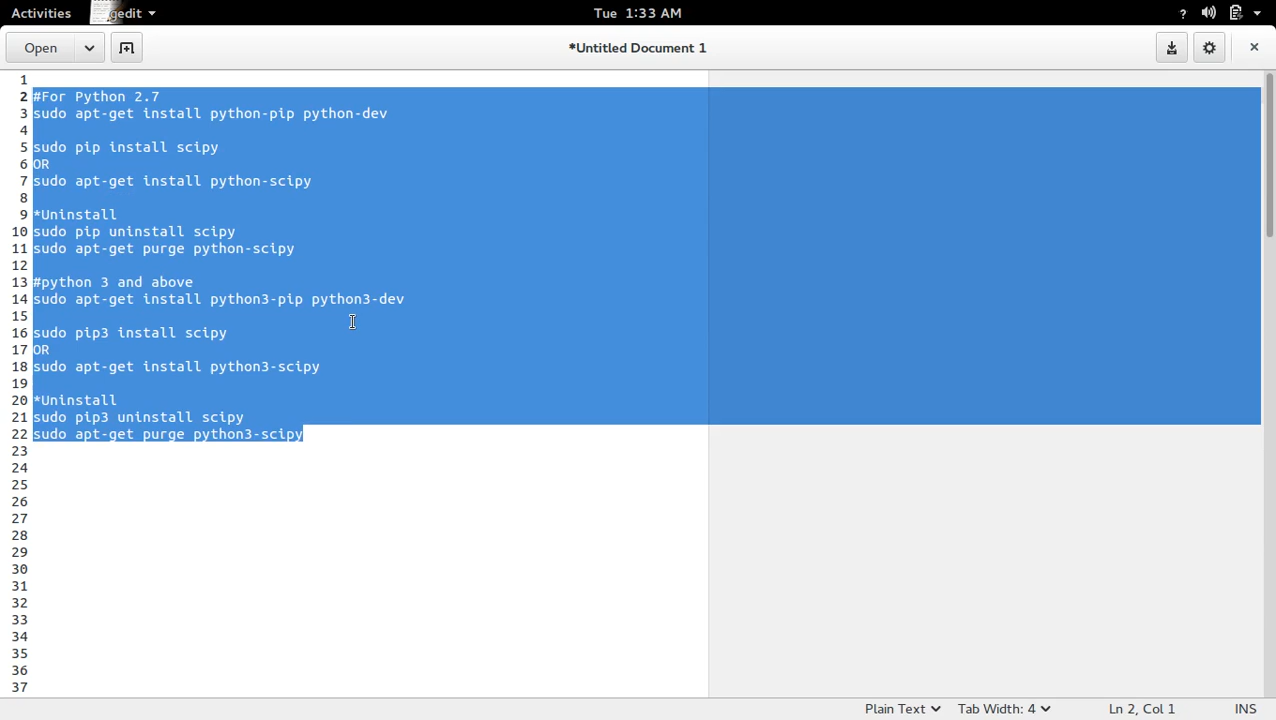 Activities gedit Tue 1:33 AM ?
Open *Untitled Document 1
1
2 #For Python 2.7
3 sudo apt-get install python-pip python-dev
4
5 sudo pip install scipy
6 OR
7 sudo apt-get install python-scipy
8
9 *Uninstall
10 sudo pip uninstall scipy
11 sudo apt-get purge python-scipy
12
13 #python 3 and above
14 sudo apt-get install python3-pip python3-dev
15
16 sudo pip3 install scipy
17 OR
18 sudo apt-get install python3-scipy
19
20 *Uninstall
21 sudo pip3 uninstall scipy
22 sudo apt-get purge python3-scipy
23
24
25
26
27
28
29
30
31
32
33
34
35
36
37
Plain Text Tab Width: 4 Ln 2, Col 1 INS